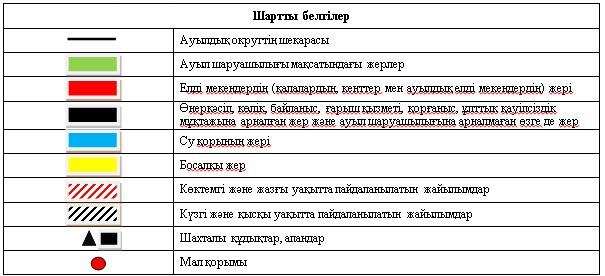 Шартты белгілер
Ауылдық округтің шекарасы
Ауыл шаруашылығы мақсатындағы жерлер
Елді мекендердің (қалалардың, кенттер мен ауылдық елді мекендердің) жері
Өнеркәсіп, көлік, байланыс, ғарыш қызметі, қорғаныс, ұлттық қауіпсіздік
мұқтажына арналған жер және ауыл шаруашылығына арналмаған өзге де жер
Су қорының жері
Босалқы жер
Көктемгі және жазғы уақытта пайдаланылатын жайылымдар
Күзгі және қысқы уақытта пайдаланылатын жайылымдар
Шахталы құдықтар, апандар
Мал қорымы